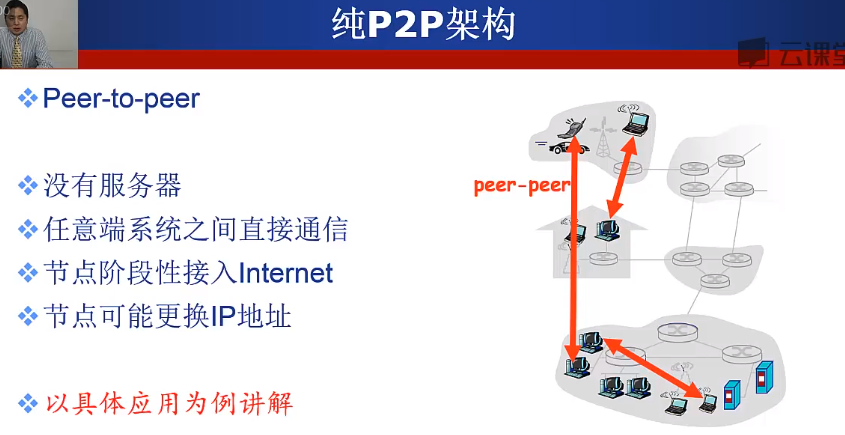 纯P2P架构
云课堂
Peer-to-peer
没有服务器
任意端系统之间直接通信
节点阶段性接入Internet
节点可能更换IP地址
以具体应用为例讲解
peer-peer